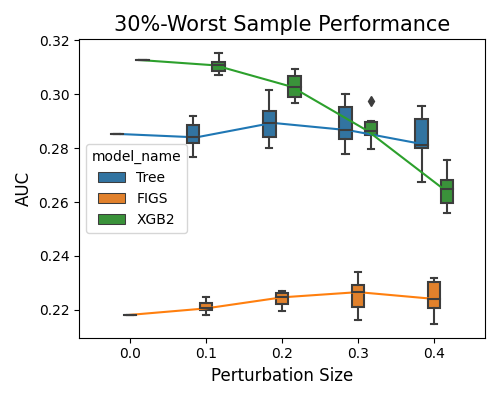 30%-Worst Sample Performance
0.32
0.30
0.28
0.26
0.24
0.22
AUC
model_name
Tree
FIGS
XGB2
0.0 0.1 0.2 0.3 0.4
Perturbation Size